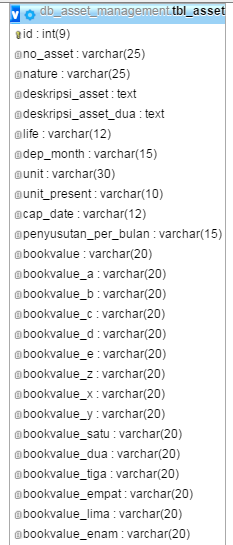 v db_asset_management.tbl_asset
id : int(9)
no_asset : varchar(25)
nature : varchar(25)
deskripsi_asset : text
deskripsi_asset_dua : text
life : varchar(12)
dep_month : varchar(15)
unit : varchar(30)
unit_present : varchar(10)
cap_date : varchar(12)
penyusutan_per_bulan : varchar(15)
bookvalue : varchar(20)
bookvalue_a : varchar(20)
bookvalue_b : varchar(20)
bookvalue_c : varchar(20)
bookvalue_d : varchar(20)
bookvalue_e : varchar(20)
bookvalue_z : varchar(20)
bookvalue_x : varchar(20)
bookvalue_y : varchar(20)
bookvalue_satu : varchar(20)
bookvalue_dua : varchar(20)
bookvalue_tiga : varchar(20)
bookvalue_empat : varchar(20)
bookvalue_lima : varchar(20)
bookvalue_enam : varchar(20)